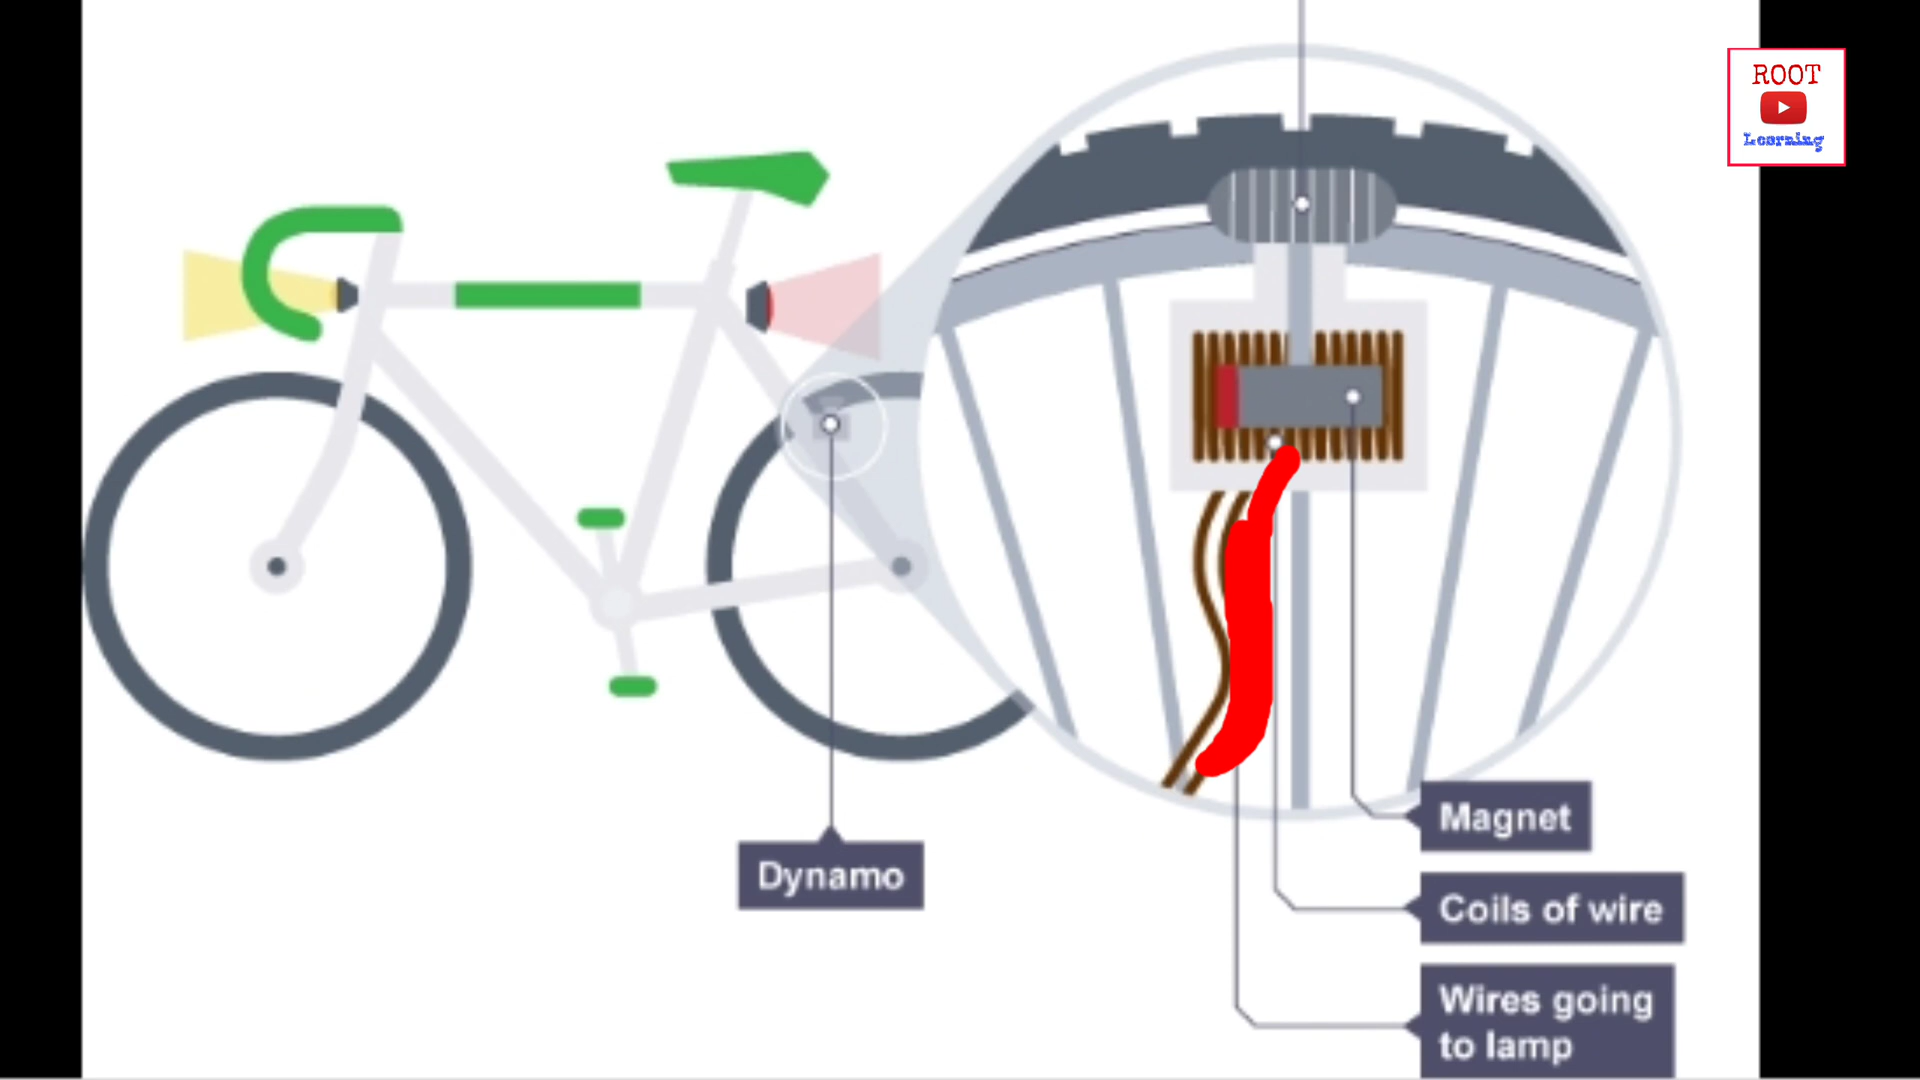 ROOT
Learning
Dynamo
Magnet
Coils of wire
Wires going
to lamp